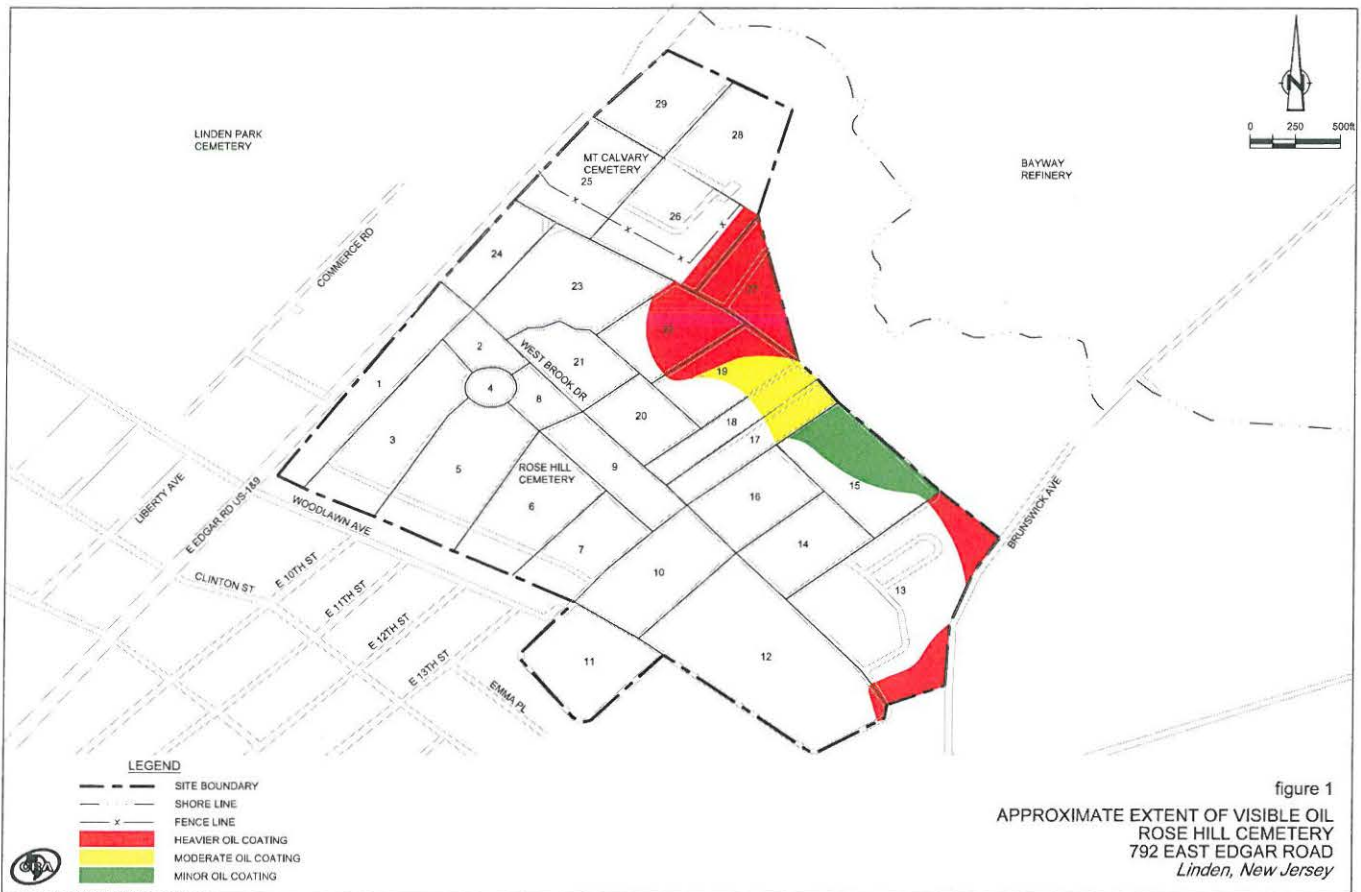 29
28
LINDEN PARK
CEMETERY
MT CALVARY
CEMETERY
25
26
BAYWAY
REFINERY
N
0 250 500ft
COMMERCE RD
24
23
27
22
WEST BROOK DR
21
19
1
2
4
8
20
18
17
3
5
9
ROSE HILL
CEMETERY
6
16
15
14
7
10
13
12
11
BRUNSWICK AVE
LIBERTY AVE
E EDGAR RD US-1&9
WOODLAWN AVE
CLINTON ST
E 10TH ST
E 11TH ST
E 12TH ST
E 13TH ST
EMMA PL
LEGEND
SITE BOUNDARY
SHORE LINE
x FENCE LINE
HEAVIER OIL COATING
MODERATE OIL COATING
MINOR OIL COATING
figure 1
APPROXIMATE EXTENT OF VISIBLE OIL
ROSE HILL CEMETERY
792 EAST EDGAR ROAD
Linden, New Jersey